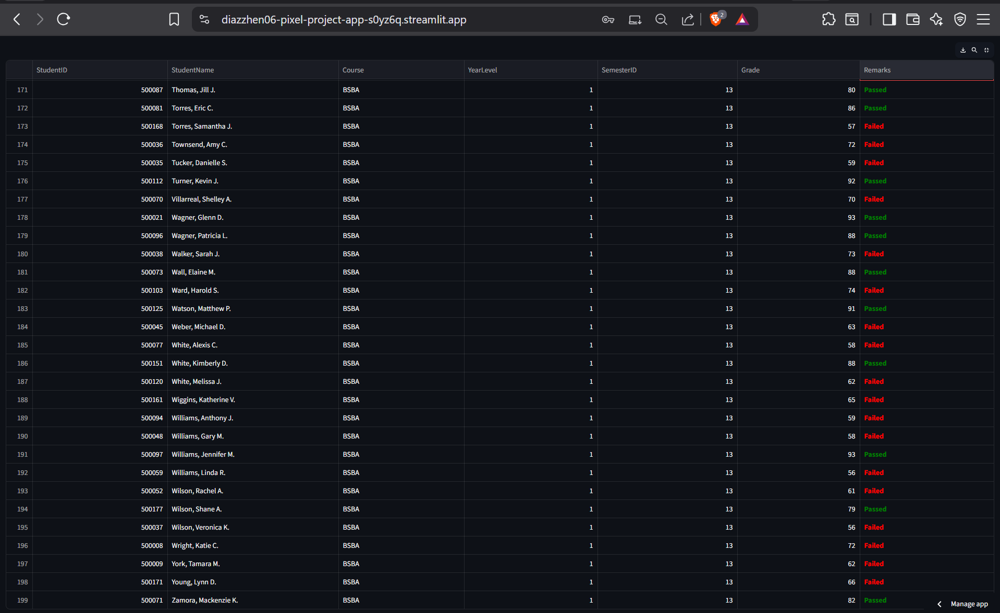 diazzhen06-pixel-project-app-s0yz6q.streamlit.app 2
StudentID StudentName Course YearLevel SemesterID Grade Remarks
171 500087 Thomas, Jill J. BSBA 1 13 80 Passed
172 500081 Torres, Eric C. BSBA 1 13 86 Passed
173 500168 Torres, Samantha J. BSBA 1 13 57 Failed
174 500036 Townsend, Amy C. BSBA 1 13 72 Failed
175 500035 Tucker, Danielle S. BSBA 1 13 59 Failed
176 500112 Turner, Kevin J. BSBA 1 13 92 Passed
177 500070 Villarreal, Shelley A. BSBA 1 13 70 Failed
178 500021 Wagner, Glenn D. BSBA 1 13 93 Passed
179 500096 Wagner, Patricia L. BSBA 1 13 88 Passed
180 500038 Walker, Sarah J. BSBA 1 13 73 Failed
181 500073 Wall, Elaine M. BSBA 1 13 88 Passed
182 500103 Ward, Harold S. BSBA 1 13 74 Failed
183 500125 Watson, Matthew P. BSBA 1 13 91 Passed
184 500045 Weber, Michael D. BSBA 1 13 63 Failed
185 500077 White, Alexis C. BSBA 1 13 58 Failed
186 500151 White, Kimberly D. BSBA 1 13 88 Passed
187 500120 White, Melissa J. BSBA 1 13 62 Failed
188 500161 Wiggins, Katherine V. BSBA 1 13 65 Failed
189 500094 Williams, Anthony J. BSBA 1 13 59 Failed
190 500048 Williams, Gary M. BSBA 1 13 58 Failed
191 500097 Williams, Jennifer M. BSBA 1 13 93 Passed
192 500059 Williams, Linda R. BSBA 1 13 56 Failed
193 500052 Wilson, Rachel A. BSBA 1 13 61 Failed
194 500177 Wilson, Shane A. BSBA 1 13 79 Passed
195 500037 Wilson, Veronica K. BSBA 1 13 56 Failed
196 500008 Wright, Katie C. BSBA 1 13 72 Failed
197 500009 York, Tamara M. BSBA 1 13 62 Failed
198 500171 Young, Lynn D. BSBA 1 13 66 Failed
199 500071 Zamora, Mackenzie K. BSBA 1 13 82 Passed
Manage app